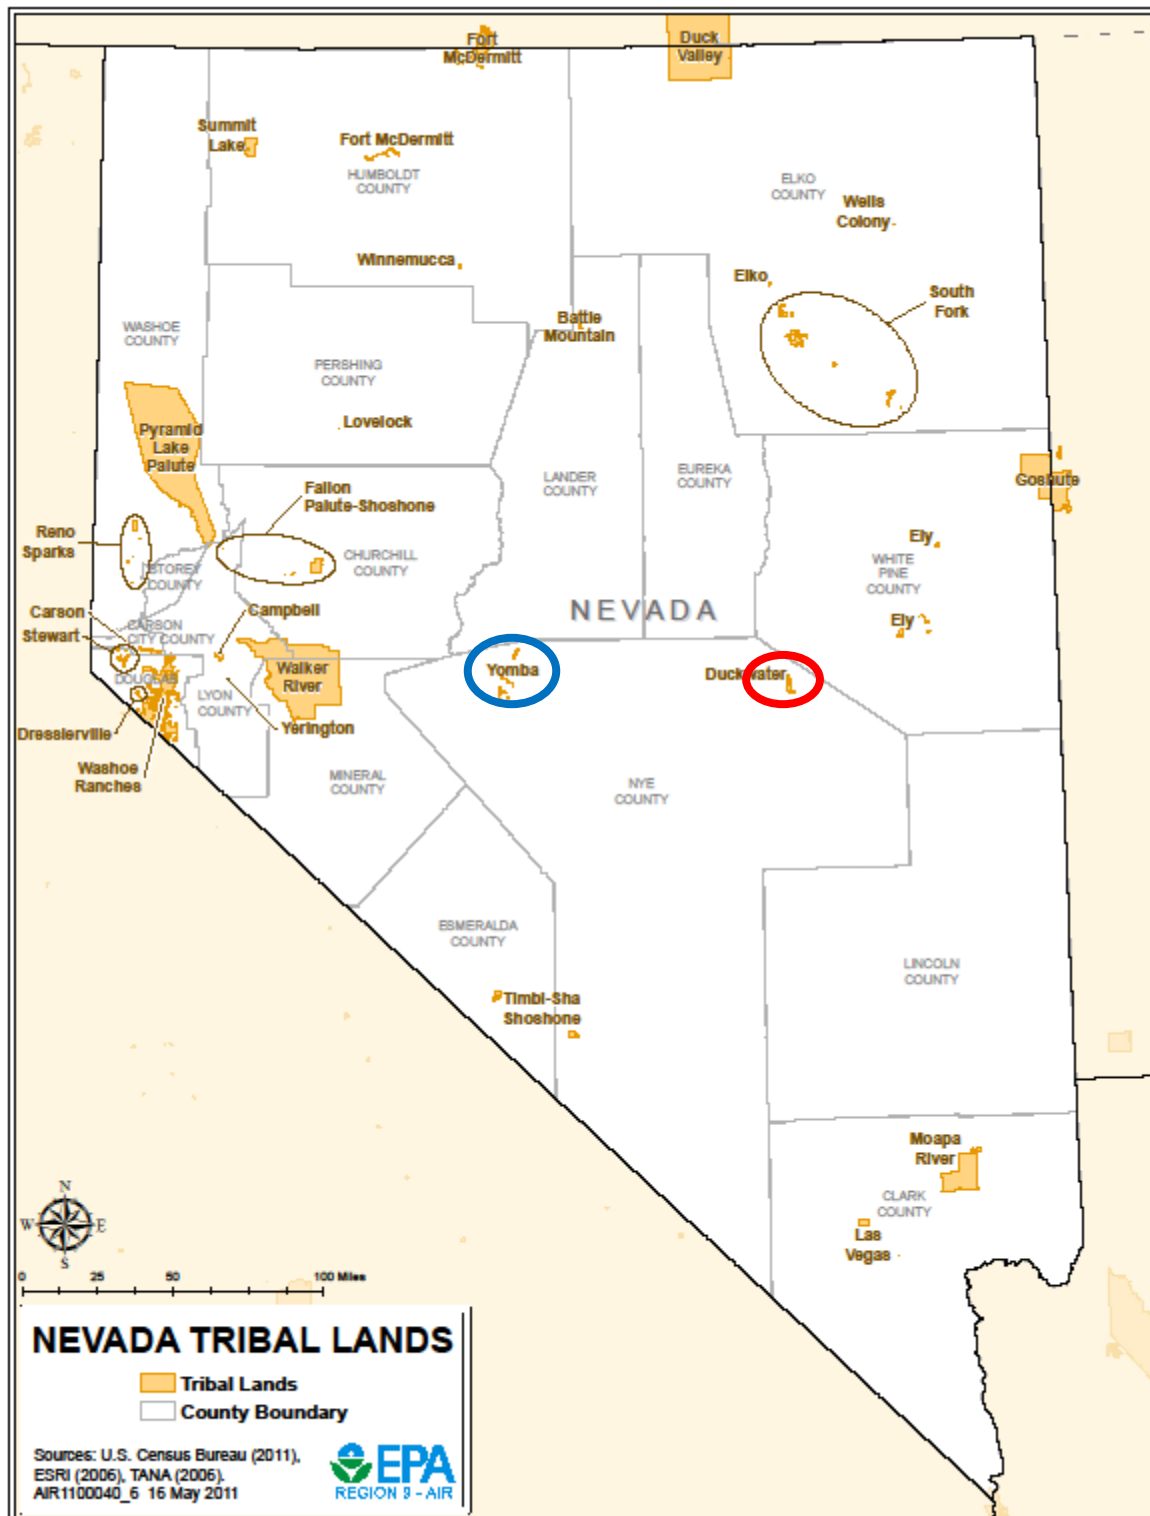 Fort
McDermitt
Duck
Valley
Summit
Lake
Fort McDermitt
HUMBOLDT
COUNTY
ELKO
COUNTY
Wells
Colony
Winnemucca
Elko
South
Fork
Battle
Mountain
WASHOE
COUNTY
PERSHING
COUNTY
Lovelock
Pyramid
Lake
Paiute
LANDER
COUNTY
EUREKA
COUNTY
Goshute
Fallon
Paiute-Shoshone
Reno
Sparks
CHURCHILL
COUNTY
STOREY
COUNTY
Ely
WHITE
PINE
COUNTY
Carson
Stewart
CARSON
CITY COUNTY
Campbell
NEVADA
Ely
Walker
River
Yomba
Duckwater
DOUGLAS
LYON
COUNTY
Dresslerville
Yerington
Washoe
Ranches
MINERAL
COUNTY
NYE
COUNTY
ESMERALDA
COUNTY
LINCOLN
COUNTY
Timbi-Sha
Shoshone
Moapa
River
CLARK
COUNTY
Las
Vegas
N
W E
S
0 25 50 100 Miles
NEVADA TRIBAL LANDS
Tribal Lands
County Boundary
Sources: U.S. Census Bureau (2011),
ESRI (2006), TANA (2006).
AIR1100040_6 16 May 2011
EPA
REGION 9 - AIR